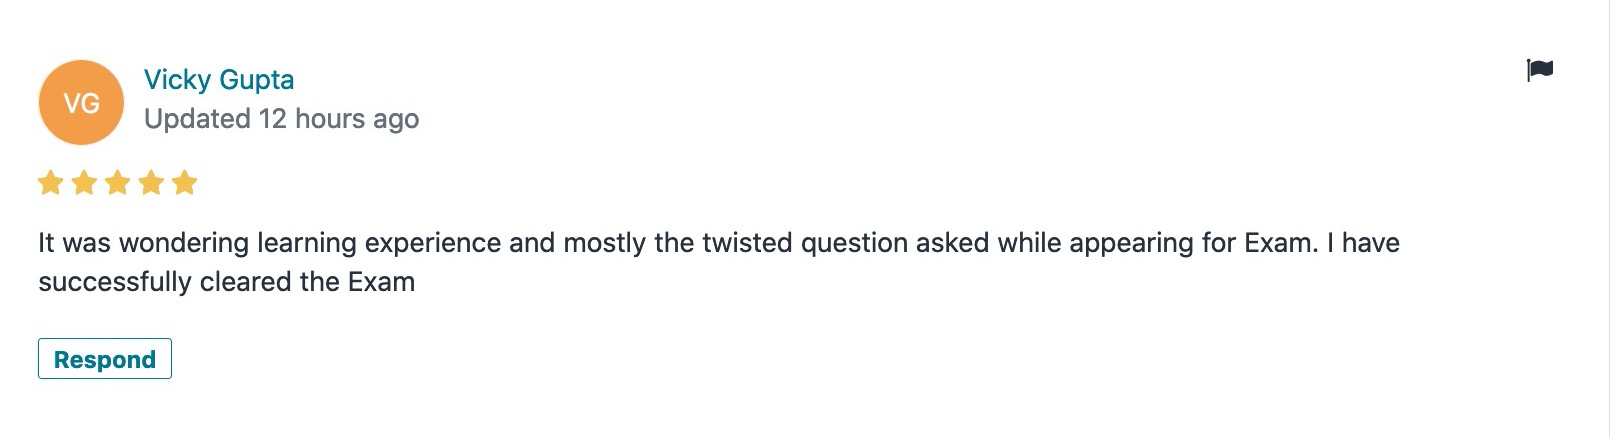 VG
Vicky Gupta
Updated 12 hours ago
It was wondering learning experience and mostly the twisted question asked while appearing for Exam. I have
successfully cleared the Exam
Respond